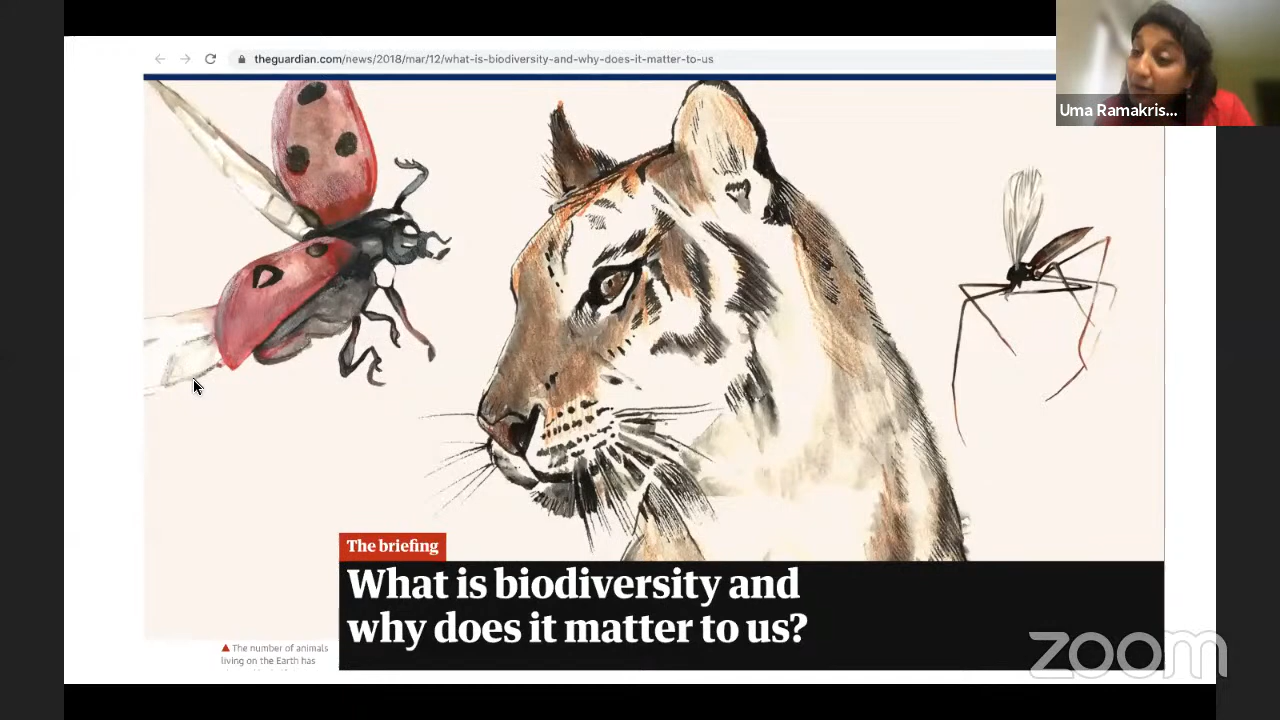 theguardian.com/news/2018/mar/12/what-is-biodiversity-and-why-does-it-matter-to-us
Uma Ramakris...
The briefing
What is biodiversity and
why does it matter to us?
The number of animals
living on the Earth has
zoom